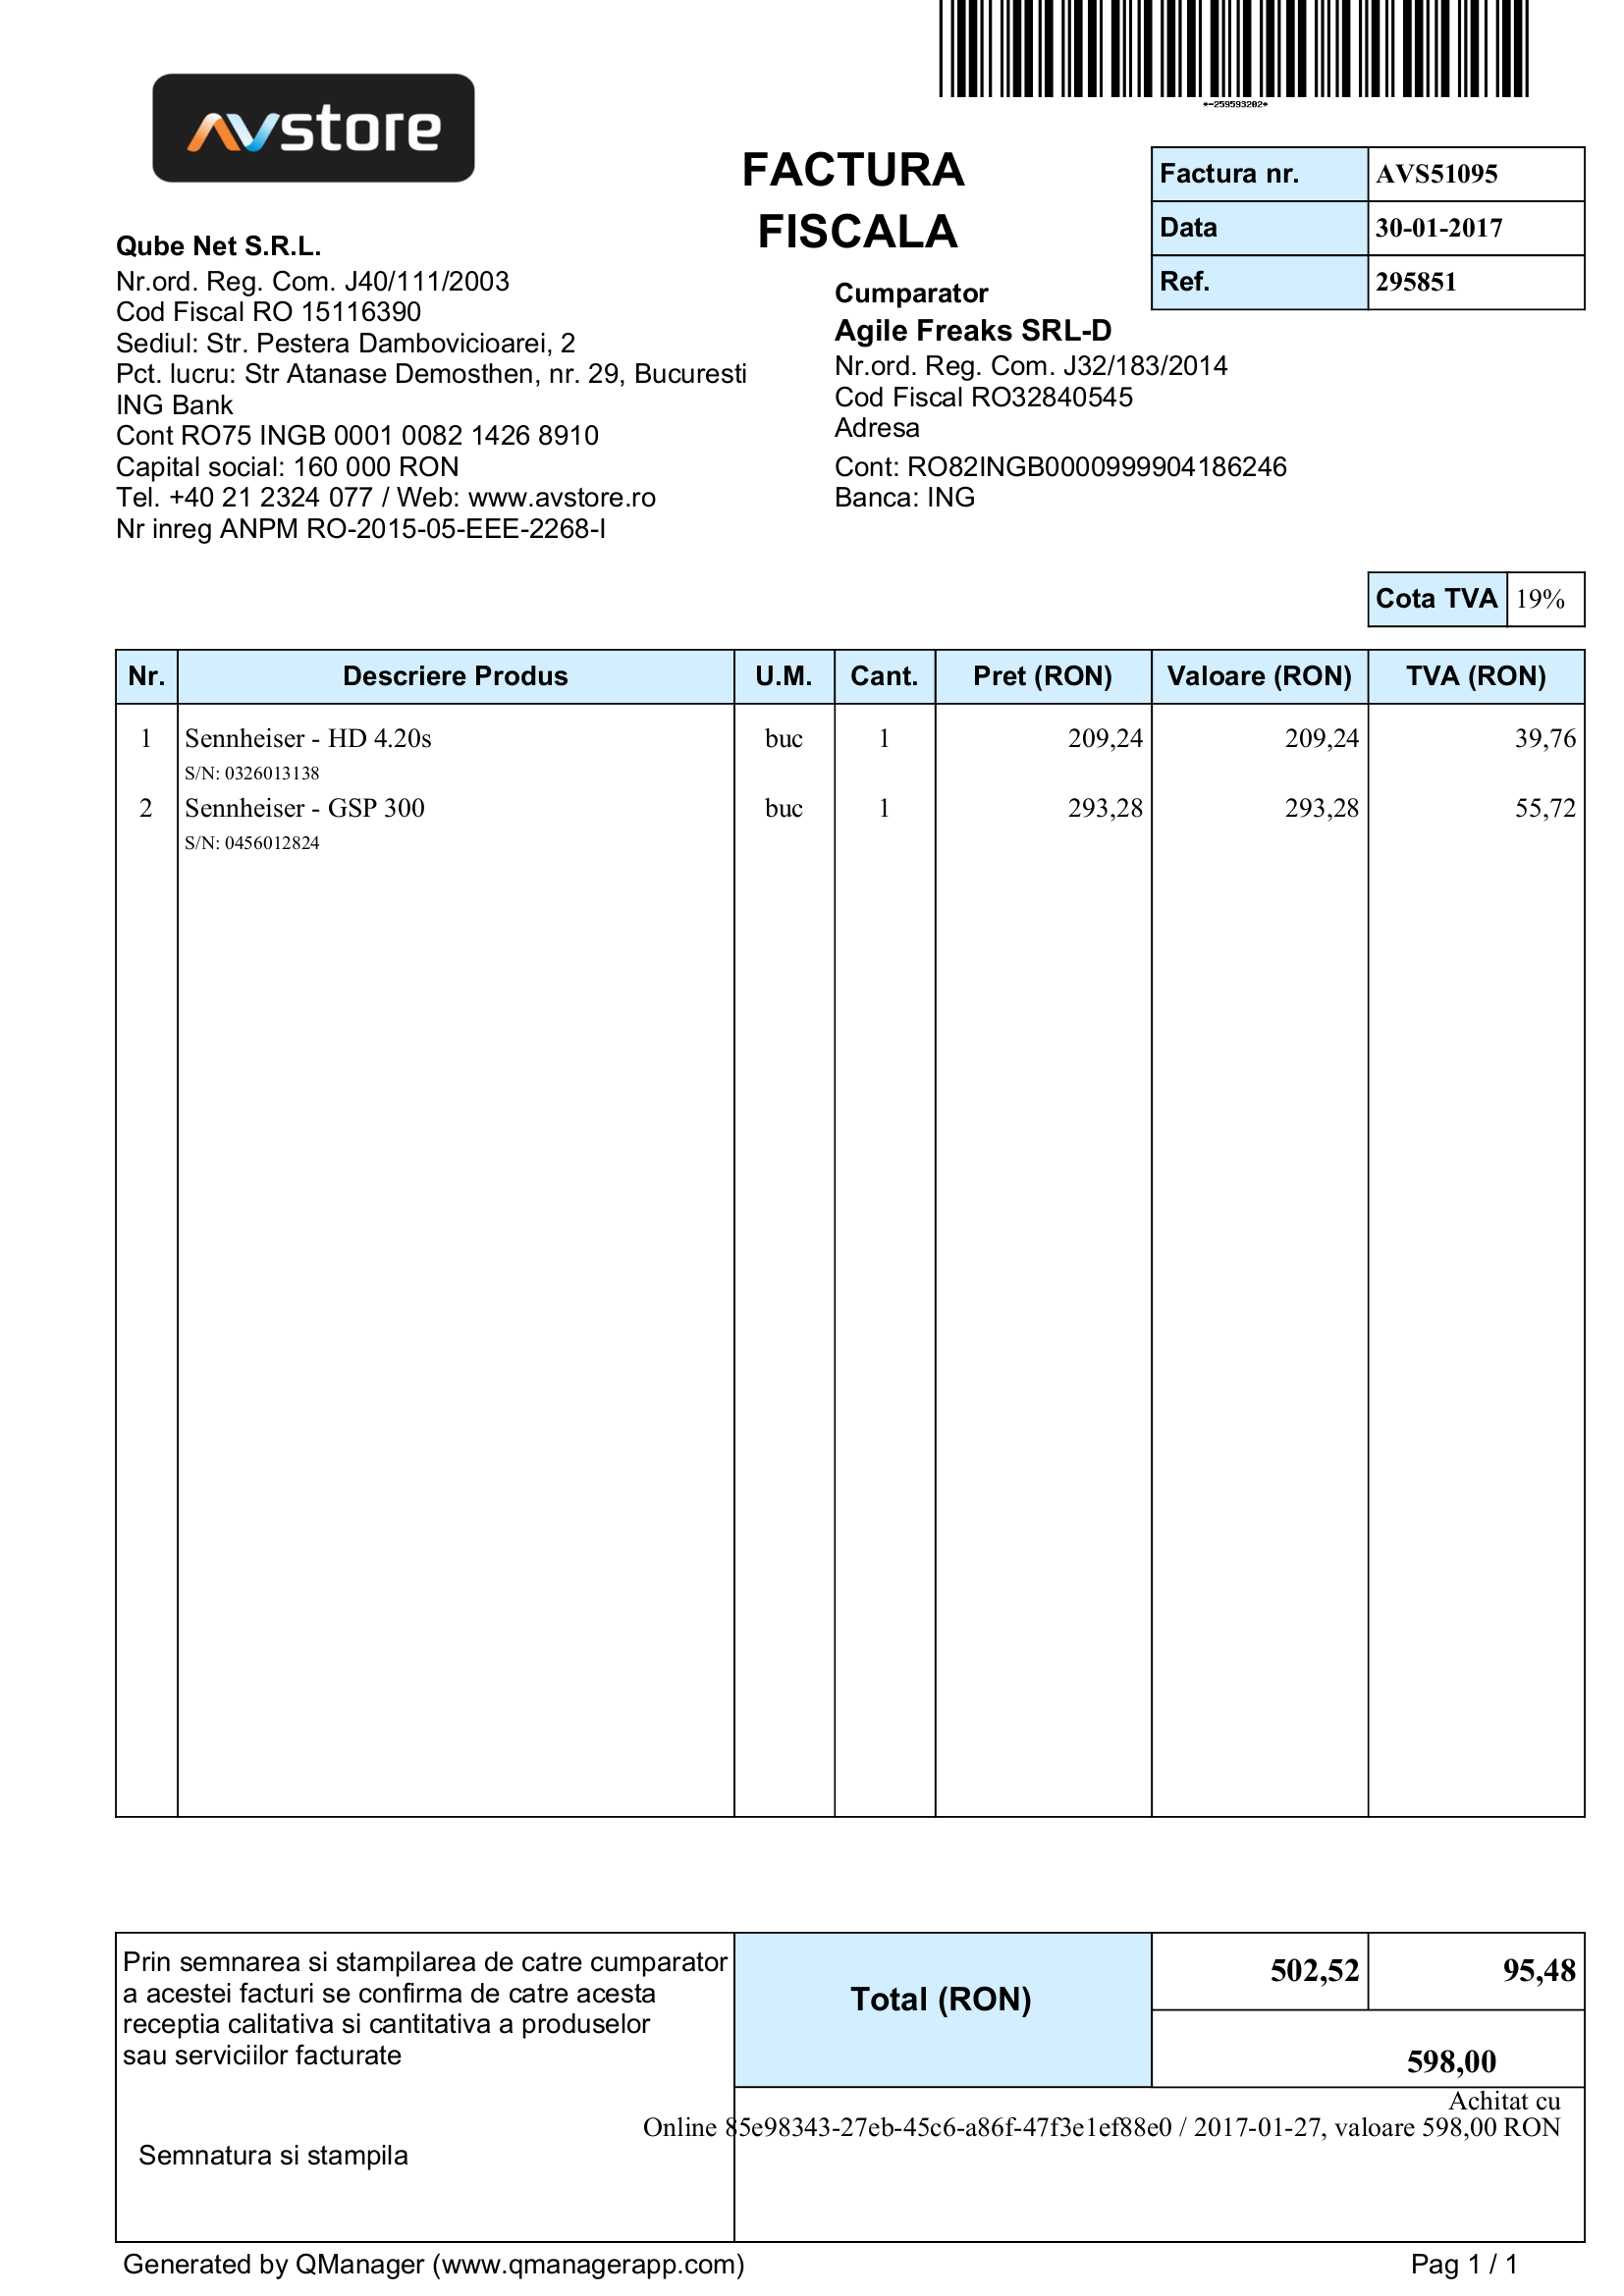 *-259593202*
avstore
FACTURA
FISCALA
Factura nr. AVS51095
Data 30-01-2017
Ref. 295851
Qube Net S.R.L.
Nr.ord. Reg. Com. J40/111/2003
Cod Fiscal RO 15116390
Sediul: Str. Pestera Dambovicioarei, 2
Pct. lucru: Str Atanase Demosthen, nr. 29, Bucuresti
ING Bank
Cont RO75 INGB 0001 0082 1426 8910
Capital social: 160 000 RON
Tel. +40 21 2324 077 / Web: www.avstore.ro
Nr inreg ANPM RO-2015-05-EEE-2268-I
Cumparator
Agile Freaks SRL-D
Nr.ord. Reg. Com. J32/183/2014
Cod Fiscal RO32840545
Adresa
Cont: RO82INGB0000999904186246
Banca: ING
Cota TVA 19%
Nr. Descriere Produs U.M. Cant. Pret (RON) Valoare (RON) TVA (RON)
1 Sennheiser - HD 4.20s buc 1 209,24 209,24 39,76
S/N: 0326013138
2 Sennheiser - GSP 300 buc 1 293,28 293,28 55,72
S/N: 0456012824
Prin semnarea si stampilarea de catre cumparator
a acestei facturi se confirma de catre acesta
receptia calitativa si cantitativa a produselor
sau serviciilor facturate
Semnatura si stampila
Total (RON) 502,52 95,48
598,00
Achitat cu
Online 85e98343-27eb-45c6-a86f-47f3e1ef88e0 / 2017-01-27, valoare 598,00 RON
Generated by QManager (www.qmanagerapp.com) Pag 1 / 1